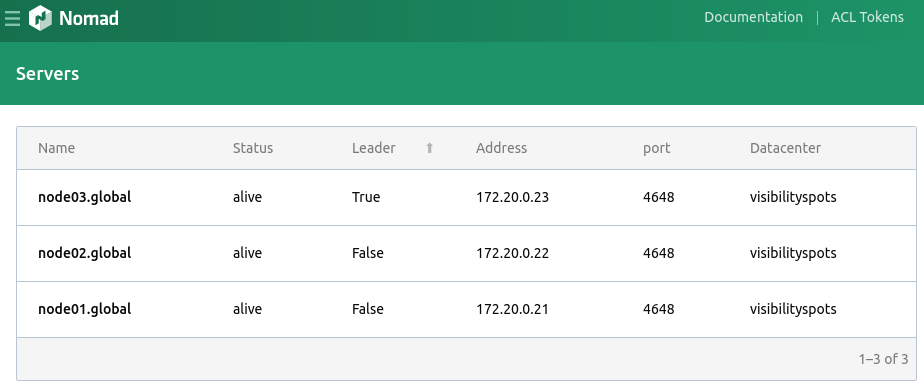 Nomad Documentation | ACL Tokens
Servers
Name Status Leader ⬆ Address port Datacenter
node03.global alive True 172.20.0.23 4648 visibilityspots
node02.global alive False 172.20.0.22 4648 visibilityspots
node01.global alive False 172.20.0.21 4648 visibilityspots
1–3 of 3